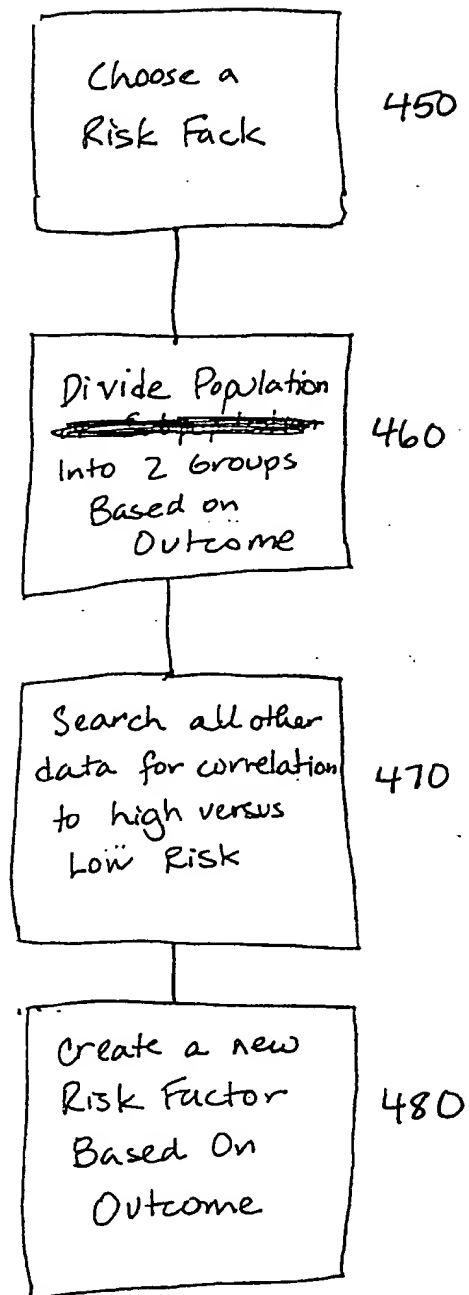 Choose a
Risk Fack
450
Divide Population
Into 2 Groups
Based on
Outcome
460
Search all other
data for correlation
to high versus
Low Risk
470
Create a new
Risk Factor
Based On
Outcome
480